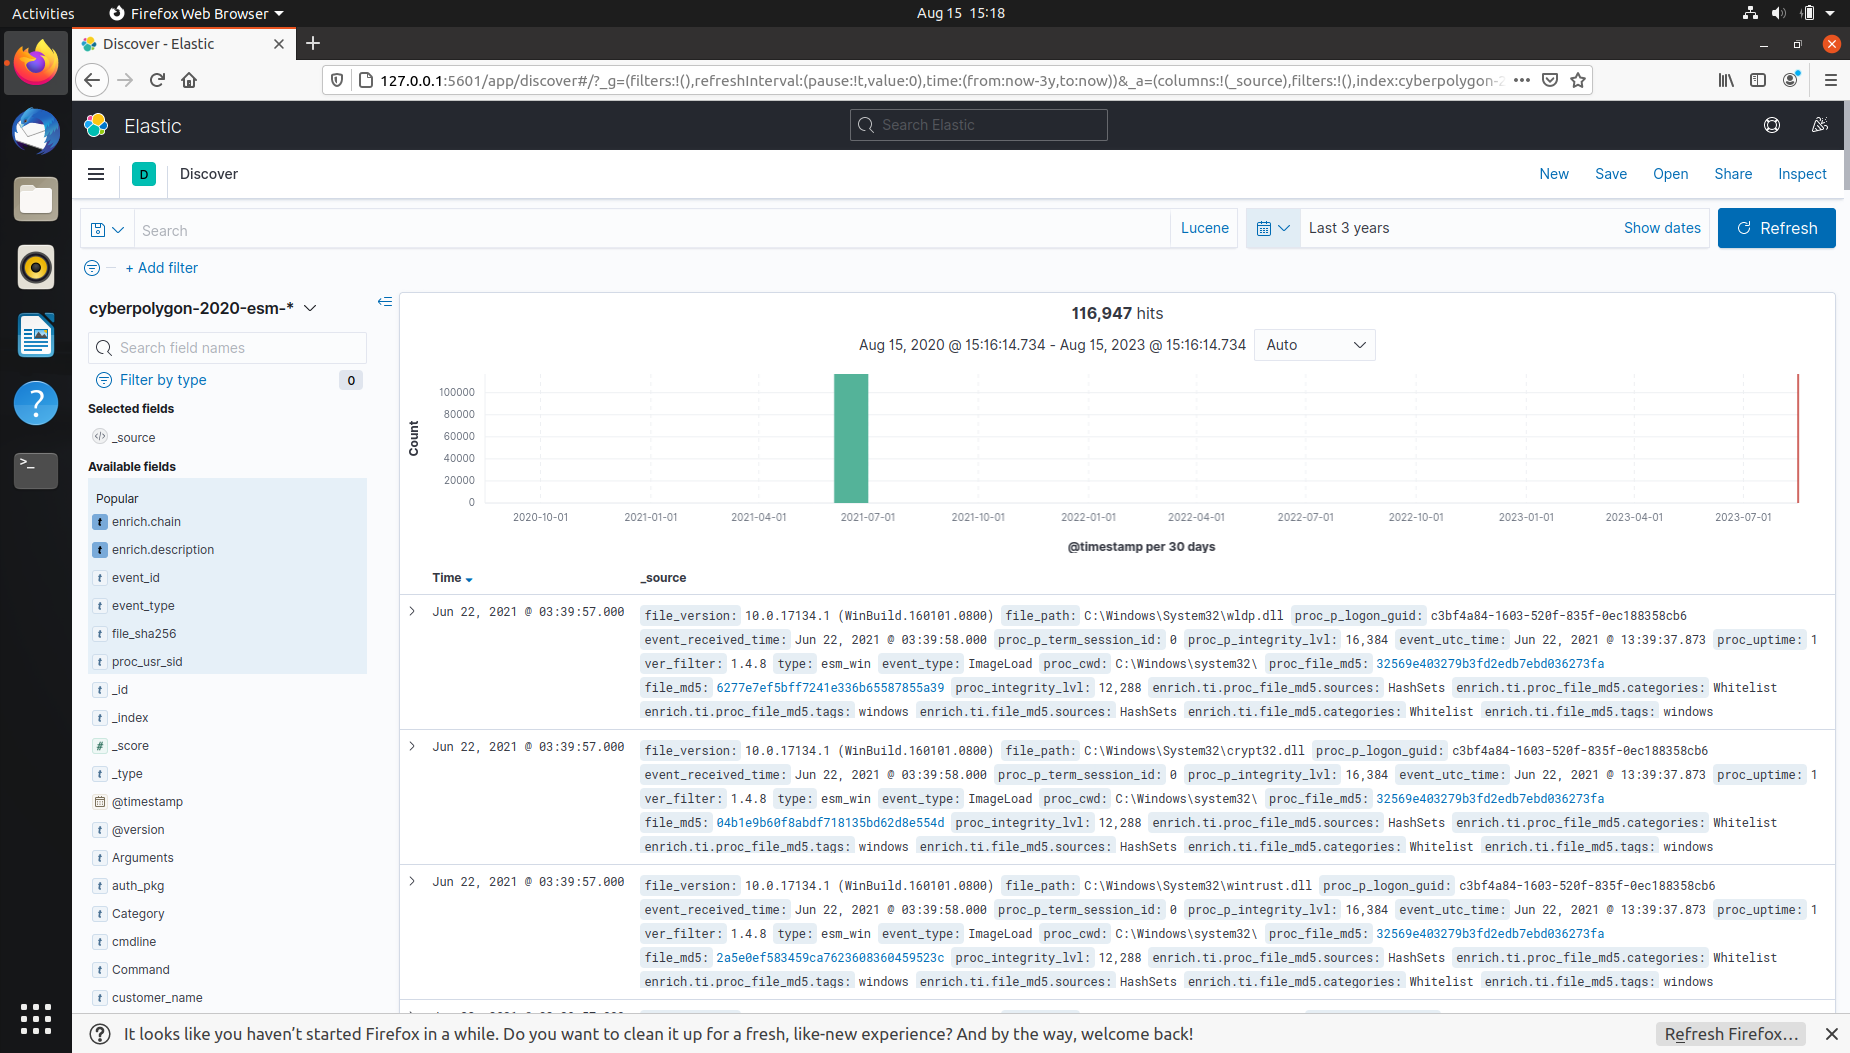 Activities Firefox Web Browser Aug 15 15:18
Discover - Elastic
127.0.0.1:5601/app/discover#/?_g=(filters:!(),refreshInterval:(pause:!t,value:0),time:(from:now-3y,to:now))&_a=(columns:!(_source),filters:!(),index:cyberpolygon-2
Elastic Search Elastic
D Discover New Save Open Share Inspect
Search Lucene Last 3 years Show dates Refresh
+ Add filter
cyberpolygon-2020-esm-*
Search field names
Filter by type 0
Selected fields
_source
Available fields
Popular
t enrich.chain
t enrich.description
t event_id
t event_type
t file_sha256
t proc_usr_sid
t _id
t _index
# _score
t _type
@timestamp
t @version
t Arguments
t auth_pkg
t Category
t cmdline
t Command
t customer_name
116,947 hits
Aug 15, 2020 @ 15:16:14.734 - Aug 15, 2023 @ 15:16:14.734 Auto
Count
100000
80000
60000
40000
20000
0
2020-10-01 2021-01-01 2021-04-01 2021-07-01 2021-10-01 2022-01-01 2022-04-01 2022-07-01 2022-10-01 2023-01-01 2023-04-01 2023-07-01
@timestamp per 30 days
Time _source
Jun 22, 2021 @ 03:39:57.000 file_version: 10.0.17134.1 (WinBuild.160101.0800) file_path: C:\Windows\System32\wldp.dll proc_p_logon_guid: c3bf4a84-1603-520f-835f-0ec188358cb6
event_received_time: Jun 22, 2021 @ 03:39:58.000 proc_p_term_session_id: 0 proc_p_integrity_lvl: 16,384 event_utc_time: Jun 22, 2021 @ 13:39:37.873 proc_uptime: 1
ver_filter: 1.4.8 type: esm_win event_type: ImageLoad proc_cwd: C:\Windows\system32\ proc_file_md5: 32569e403279b3fd2edb7ebd036273fa
file_md5: 6277e7ef5bff7241e336b65587855a39 proc_integrity_lvl: 12,288 enrich.ti.proc_file_md5.sources: HashSets enrich.ti.proc_file_md5.categories: Whitelist
enrich.ti.proc_file_md5.tags: windows enrich.ti.file_md5.sources: HashSets enrich.ti.file_md5.categories: Whitelist enrich.ti.file_md5.tags: windows
Jun 22, 2021 @ 03:39:57.000 file_version: 10.0.17134.1 (WinBuild.160101.0800) file_path: C:\Windows\System32\crypt32.dll proc_p_logon_guid: c3bf4a84-1603-520f-835f-0ec188358cb6
event_received_time: Jun 22, 2021 @ 03:39:58.000 proc_p_term_session_id: 0 proc_p_integrity_lvl: 16,384 event_utc_time: Jun 22, 2021 @ 13:39:37.873 proc_uptime: 1
ver_filter: 1.4.8 type: esm_win event_type: ImageLoad proc_cwd: C:\Windows\system32\ proc_file_md5: 32569e403279b3fd2edb7ebd036273fa
file_md5: 04b1e9b60f8abdf718135bd62d8e554d proc_integrity_lvl: 12,288 enrich.ti.proc_file_md5.sources: HashSets enrich.ti.proc_file_md5.categories: Whitelist
enrich.ti.proc_file_md5.tags: windows enrich.ti.file_md5.sources: HashSets enrich.ti.file_md5.categories: Whitelist enrich.ti.file_md5.tags: windows
Jun 22, 2021 @ 03:39:57.000 file_version: 10.0.17134.1 (WinBuild.160101.0800) file_path: C:\Windows\System32\wintrust.dll proc_p_logon_guid: c3bf4a84-1603-520f-835f-0ec188358cb6
event_received_time: Jun 22, 2021 @ 03:39:58.000 proc_p_term_session_id: 0 proc_p_integrity_lvl: 16,384 event_utc_time: Jun 22, 2021 @ 13:39:37.873 proc_uptime: 1
ver_filter: 1.4.8 type: esm_win event_type: ImageLoad proc_cwd: C:\Windows\system32\ proc_file_md5: 32569e403279b3fd2edb7ebd036273fa
file_md5: 2a5e0ef583459ca7623608360459523c proc_integrity_lvl: 12,288 enrich.ti.proc_file_md5.sources: HashSets enrich.ti.proc_file_md5.categories: Whitelist
enrich.ti.proc_file_md5.tags: windows enrich.ti.file_md5.sources: HashSets enrich.ti.file_md5.categories: Whitelist enrich.ti.file_md5.tags: windows
It looks like you haven't started Firefox in a while. Do you want to clean it up for a fresh, like-new experience? And by the way, welcome back! Refresh Firefox…